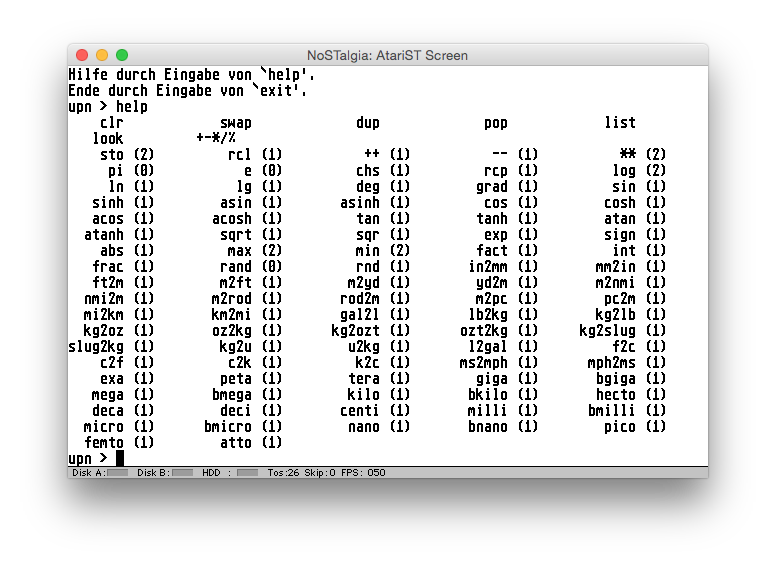 NoSTalgia: AtariST Screen
Hilfe durch Eingabe von `help'.
Ende durch Eingabe von `exit'.
upn > help
clr swap dup pop list
look +-*/%
sto (2) rcl (1) ++ (1) -- (1) ** (2)
pi (0) e (0) chs (1) rcp (1) log (2)
ln (1) lg (1) deg (1) grad (1) sin (1)
sinh (1) asin (1) asinh (1) cos (1) cosh (1)
acos (1) acosh (1) tan (1) tanh (1) atan (1)
atanh (1) sqrt (1) sqr (1) exp (1) sign (1)
abs (1) max (2) min (2) fact (1) int (1)
frac (1) rand (0) rnd (1) in2mm (1) mm2in (1)
ft2m (1) m2ft (1) m2yd (1) yd2m (1) m2nmi (1)
nmi2m (1) m2rod (1) rod2m (1) m2pc (1) pc2m (1)
mi2km (1) km2mi (1) gal2l (1) lb2kg (1) kg2lb (1)
kg2oz (1) oz2kg (1) kg2ozt (1) ozt2kg (1) kg2slug (1)
slug2kg (1) kg2u (1) u2kg (1) l2gal (1) f2c (1)
c2f (1) c2k (1) k2c (1) ms2mph (1) mph2ms (1)
exa (1) peta (1) tera (1) giga (1) bgiga (1)
mega (1) bmega (1) kilo (1) bkilo (1) hecto (1)
deca (1) deci (1) centi (1) milli (1) bmilli (1)
micro (1) bmicro (1) nano (1) bnano (1) pico (1)
femto (1) atto (1)
upn >
Disk A: Disk B: HDD : Tos:26 Skip:0 FPS: 050